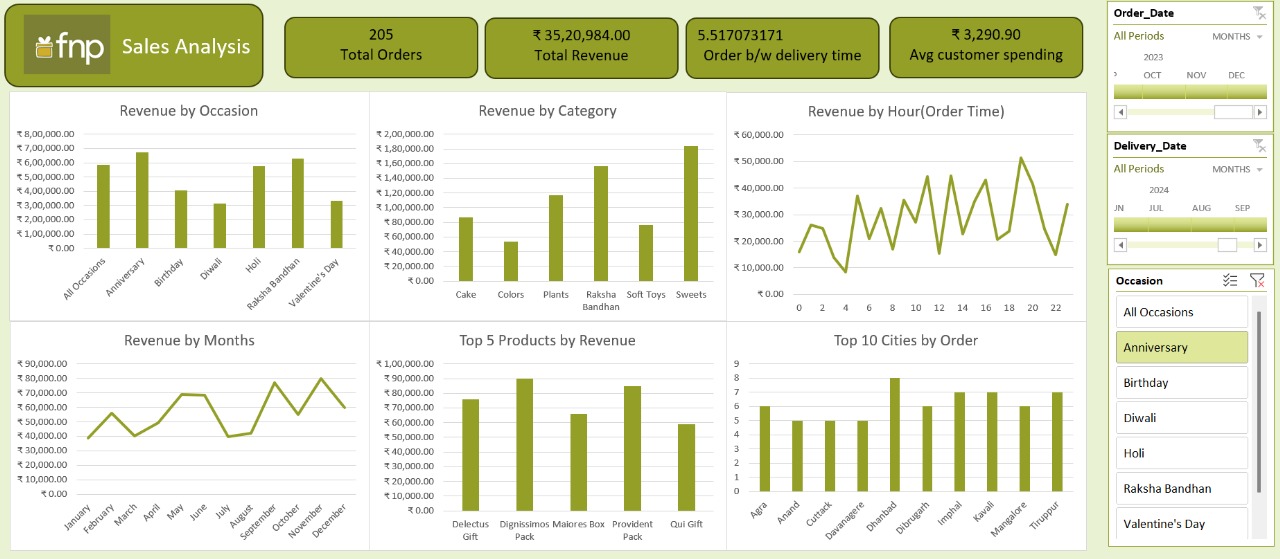 fnp
Sales Analysis
205
Total Orders
₹ 35,20,984.00
Total Revenue
5.517073171
Order b/w delivery time
₹ 3,290.90
Avg customer spending
Revenue by Occasion
₹ 8,00,000.00
₹ 7,00,000.00
₹ 6,00,000.00
₹ 5,00,000.00
₹ 4,00,000.00
₹ 3,00,000.00
₹ 2,00,000.00
₹ 1,00,000.00
₹ 0.00
All Occasions
Anniversary
Birthday
Diwali
Holi
Raksha Bandhan
Valentine's Day
Revenue by Category
₹ 2,00,000.00
₹ 1,80,000.00
₹ 1,60,000.00
₹ 1,40,000.00
₹ 1,20,000.00
₹ 1,00,000.00
₹ 80,000.00
₹ 60,000.00
₹ 40,000.00
₹ 20,000.00
₹ 0.00
Cake
Colors
Plants
Raksha
Bandhan
Soft Toys
Sweets
Revenue by Hour(Order Time)
₹ 60,000.00
₹ 50,000.00
₹ 40,000.00
₹ 30,000.00
₹ 20,000.00
₹ 10,000.00
₹ 0.00
0 2 4 6 8 10 12 14 16 18 20 22
Revenue by Months
₹ 90,000.00
₹ 80,000.00
₹ 70,000.00
₹ 60,000.00
₹ 50,000.00
₹ 40,000.00
₹ 30,000.00
₹ 20,000.00
₹ 10,000.00
₹ 0.00
January
February
March
April
May
June
July
August
September
October
November
December
Top 5 Products by Revenue
₹ 1,00,000.00
₹ 90,000.00
₹ 80,000.00
₹ 70,000.00
₹ 60,000.00
₹ 50,000.00
₹ 40,000.00
₹ 30,000.00
₹ 20,000.00
₹ 10,000.00
₹ 0.00
Delectus
Gift
Dignissimos
Pack
Maiores Box
Provident
Pack
Qui Gift
Top 10 Cities by Order
9
8
7
6
5
4
3
2
1
0
Agra
Anand
Cuttack
Davanagere
Dhanbad
Dibrugarh
Imphal
Kavali
Mangalore
Tiruppur
Order_Date
All Periods
MONTHS
2023
OCT NOV DEC
Delivery_Date
All Periods
MONTHS
2024
JUL AUG SEP
Occasion
All Occasions
Anniversary
Birthday
Diwali
Holi
Raksha Bandhan
Valentine's Day